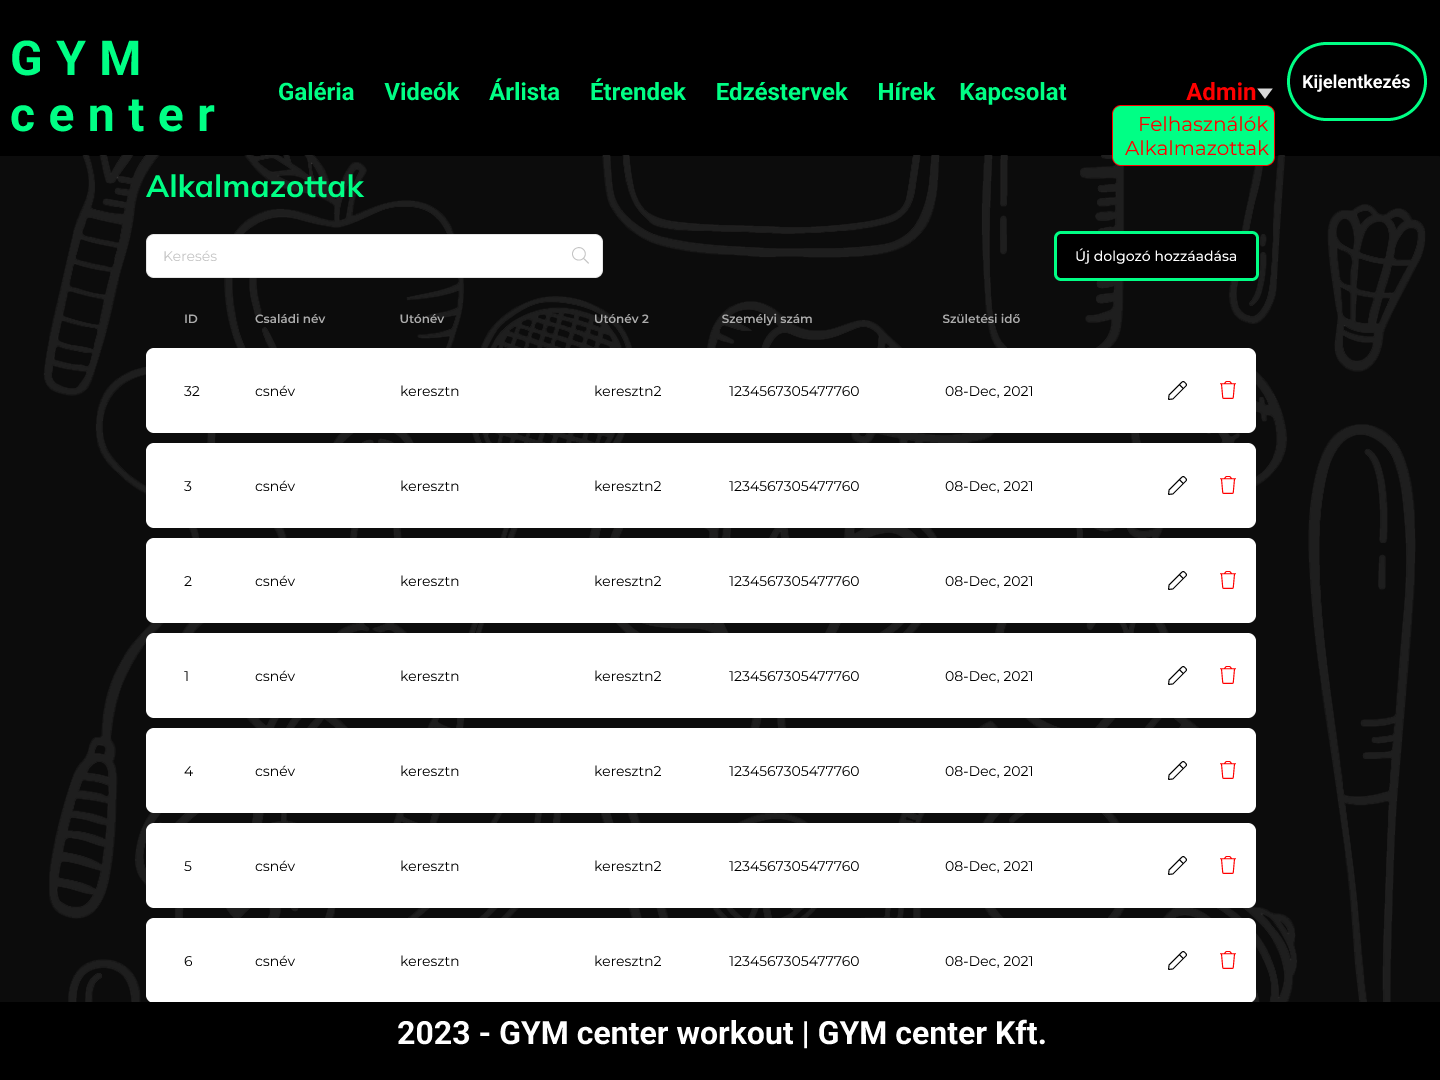 GYM
center
Galéria Videók Árlista Étrendek Edzéstervek Hírek Kapcsolat Admin Kijelentkezés
Felhasználók
Alkalmazottak
Alkalmazottak
Keresés
Új dolgozó hozzáadása
ID Családi név Utónév Utónév 2 Személyi szám Születési idő
32 csnév keresztn keresztn2 1234567305477760 08-Dec, 2021
3 csnév keresztn keresztn2 1234567305477760 08-Dec, 2021
2 csnév keresztn keresztn2 1234567305477760 08-Dec, 2021
1 csnév keresztn keresztn2 1234567305477760 08-Dec, 2021
4 csnév keresztn keresztn2 1234567305477760 08-Dec, 2021
5 csnév keresztn keresztn2 1234567305477760 08-Dec, 2021
6 csnév keresztn keresztn2 1234567305477760 08-Dec, 2021
2023 - GYM center workout | GYM center Kft.